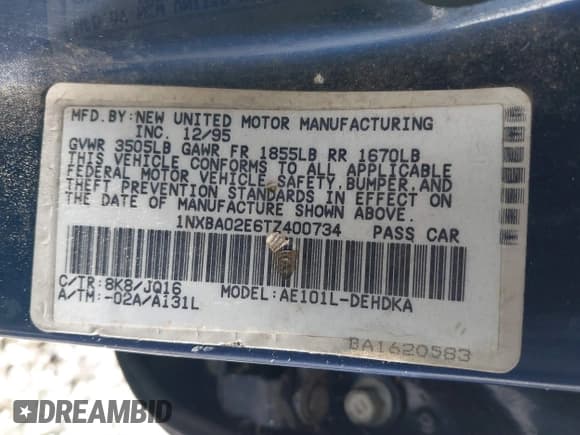 MFD.BY:NEW UNITED MOTOR MANUFACTURING
INC. 12/95
GVWR 3505LB GAWR FR 1855LB RR 1670LB
THIS VEHICLE CONFORMS TO ALL APPLICABLE
FEDERAL MOTOR VEHICLE SAFETY,BUMPER,AND
THEFT PREVENTION STANDARDS IN EFFECT ON
THE DATE OF MANUFACTURE SHOWN ABOVE.
1NXBA02E6TZ400734 PASS CAR
C/TR:8K8/JQ16 MODEL:AE101L-DEHDKA
A/TM:-02A/A131L
BA1620583
DREAMBID